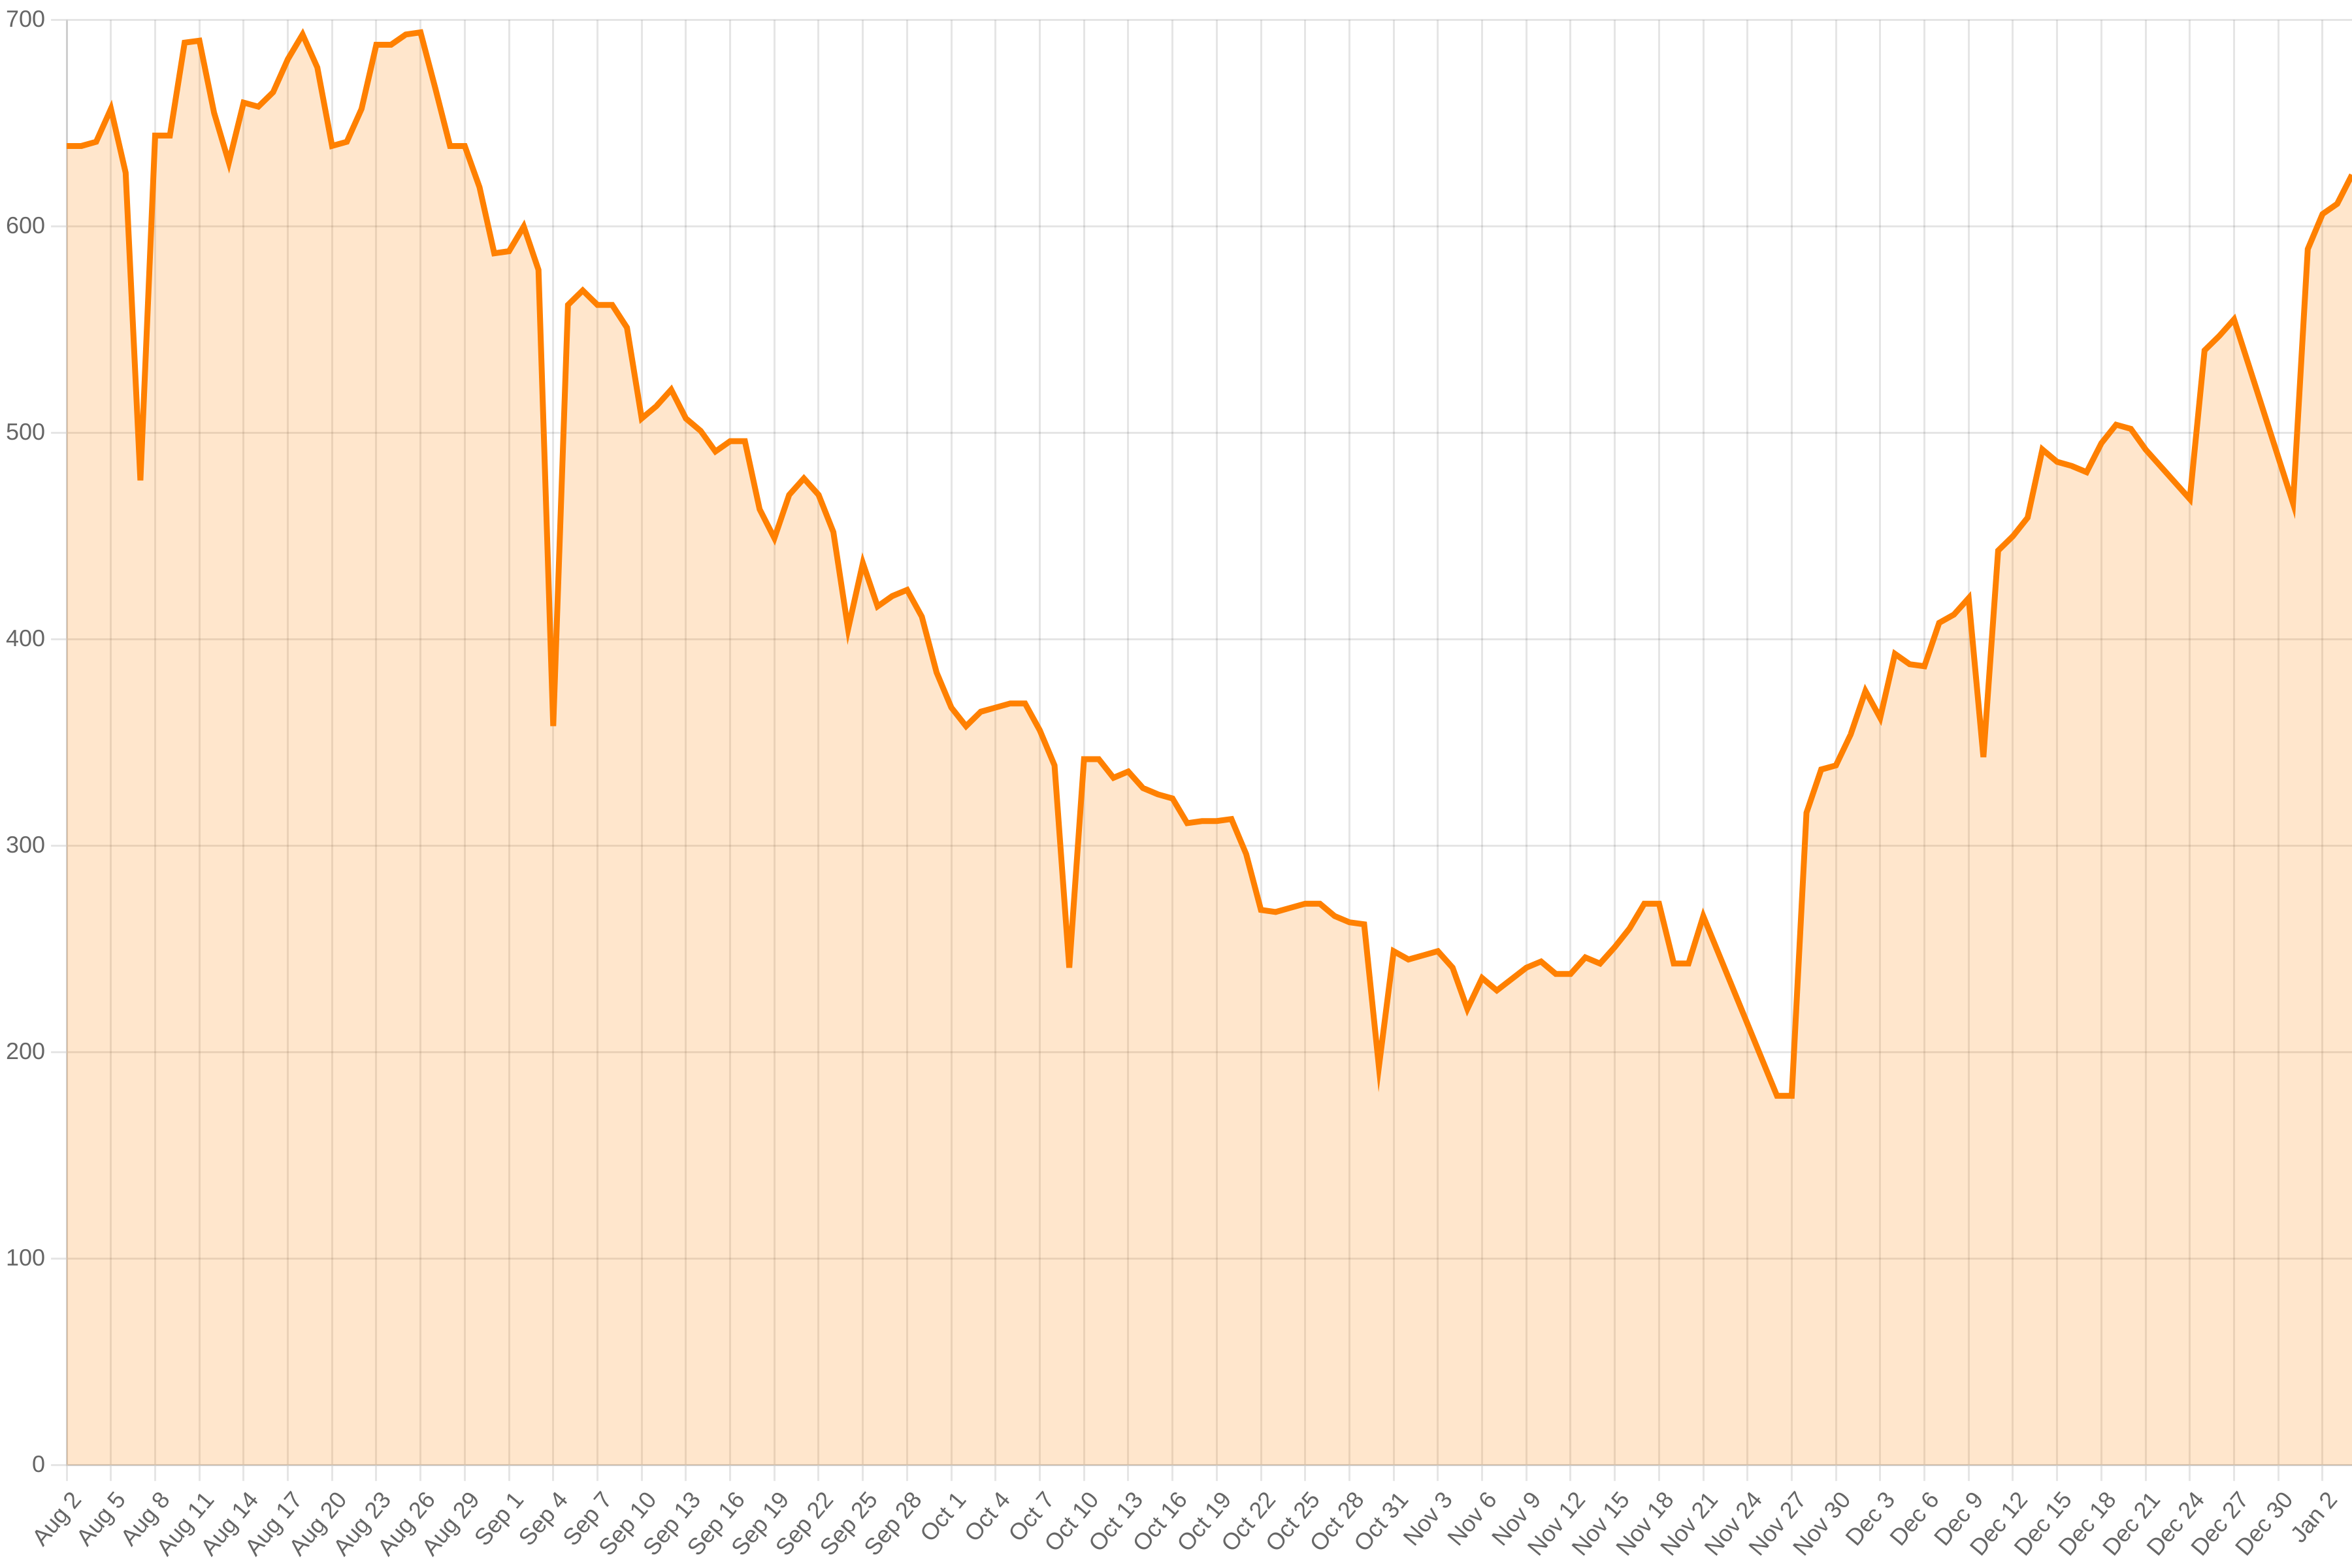 700
600
500
400
300
200
100
0
Aug 2
Aug 5
Aug 8
Aug 11
Aug 14
Aug 17
Aug 20
Aug 23
Aug 26
Aug 29
Sep 1
Sep 4
Sep 7
Sep 10
Sep 13
Sep 16
Sep 19
Sep 22
Sep 25
Sep 28
Oct 1
Oct 4
Oct 7
Oct 10
Oct 13
Oct 16
Oct 19
Oct 22
Oct 25
Oct 28
Oct 31
Nov 3
Nov 6
Nov 9
Nov 12
Nov 15
Nov 18
Nov 21
Nov 24
Nov 27
Nov 30
Dec 3
Dec 6
Dec 9
Dec 12
Dec 15
Dec 18
Dec 21
Dec 24
Dec 27
Dec 30
Jan 2